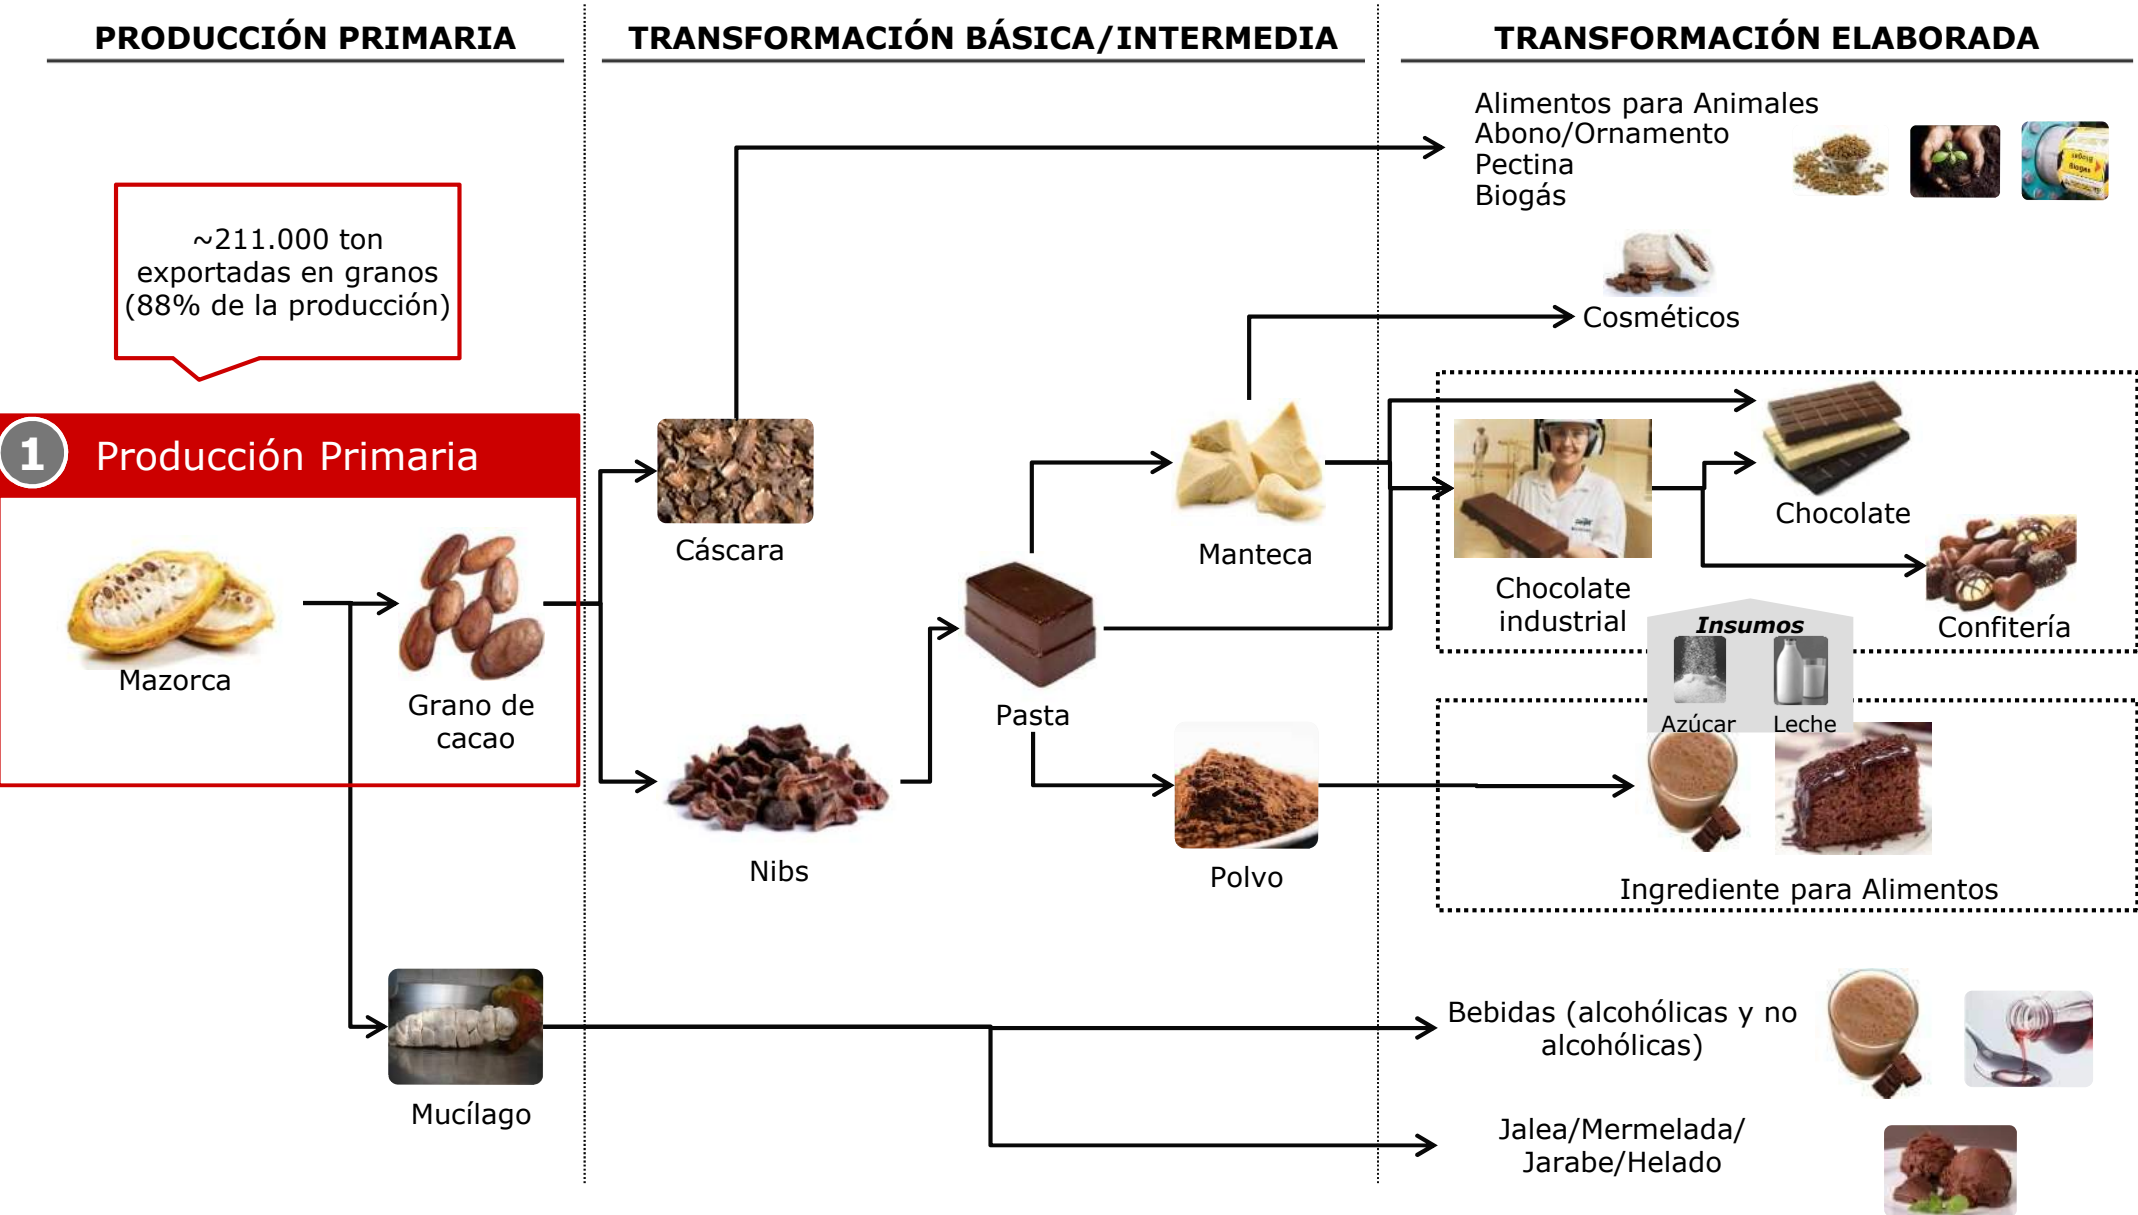 PRODUCCIÓN PRIMARIA
TRANSFORMACIÓN BÁSICA/INTERMEDIA
TRANSFORMACIÓN ELABORADA
~211.000 ton
exportadas en granos
(88% de la producción)
1 Producción Primaria
Mazorca
Grano de
cacao
Mucílago
Cáscara
Nibs
Pasta
Manteca
Polvo
Alimentos para Animales
Abono/Ornamento
Pectina
Biogás
Biogas
Cosméticos
Chocolate
industrial
Chocolate
Confitería
Insumos
Azúcar
Leche
Ingrediente para Alimentos
Bebidas (alcohólicas y no
alcohólicas)
Jalea/Mermelada/
Jarabe/Helado